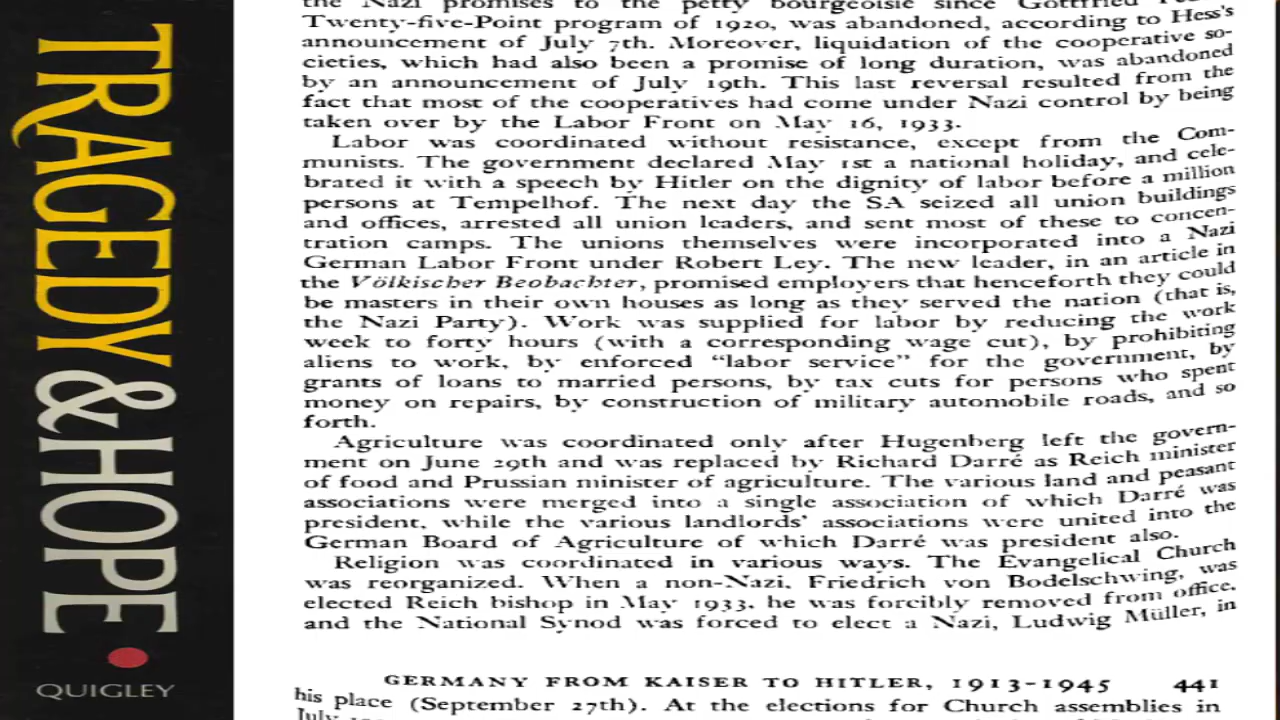 TRAGEDY & HOPE
QUIGLEY
the Nazi promises to the petty bourgeoisie since Gottfried
Twenty-five-Point program of 1920, was abandoned, according to Hess's
announcement of July 7th. Moreover, liquidation of the cooperative so-
cieties, which had also been a promise of long duration, was abandoned
by an announcement of July 19th. This last reversal resulted from the
fact that most of the cooperatives had come under Nazi control by being
taken over by the Labor Front on May 16, 1933.
Labor was coordinated without resistance, except from the Com-
munists. The government declared May 1st a national holiday, and cele-
brated it with a speech by Hitler on the dignity of labor before a million
persons at Tempelhof. The next day the SA seized all union buildings
and offices, arrested all union leaders, and sent most of these to concen-
tration camps. The unions themselves were incorporated into a Nazi
German Labor Front under Robert Ley. The new leader, in an article in
the Völkischer Beobachter, promised employers that henceforth they could
be masters in their own houses as long as they served the nation (that is,
the Nazi Party). Work was supplied for labor by reducing the work
week to forty hours (with a corresponding wage cut), by prohibiting
aliens to work, by enforced "labor service" for the government, by
grants of loans to married persons, by tax cuts for persons who spent
money on repairs, by construction of military automobile roads, and so
forth.
Agriculture was coordinated only after Hugenberg left the govern-
ment on June 29th and was replaced by Richard Darré as Reich minister
of food and Prussian minister of agriculture. The various land and peasant
associations were merged into a single association of which Darré was
president, while the various landlords' associations were united into the
German Board of Agriculture of which Darré was president also.
Religion was coordinated in various ways. The Evangelical Church
was reorganized. When a non-Nazi, Friedrich von Bodelschwing, was
elected Reich bishop in May 1933, he was forcibly removed from office,
and the National Synod was forced to elect a Nazi, Ludwig Müller, in
GERMANY FROM KAISER TO HITLER, 1913-1945 441
his place (September 27th). At the elections for Church assemblies in
July